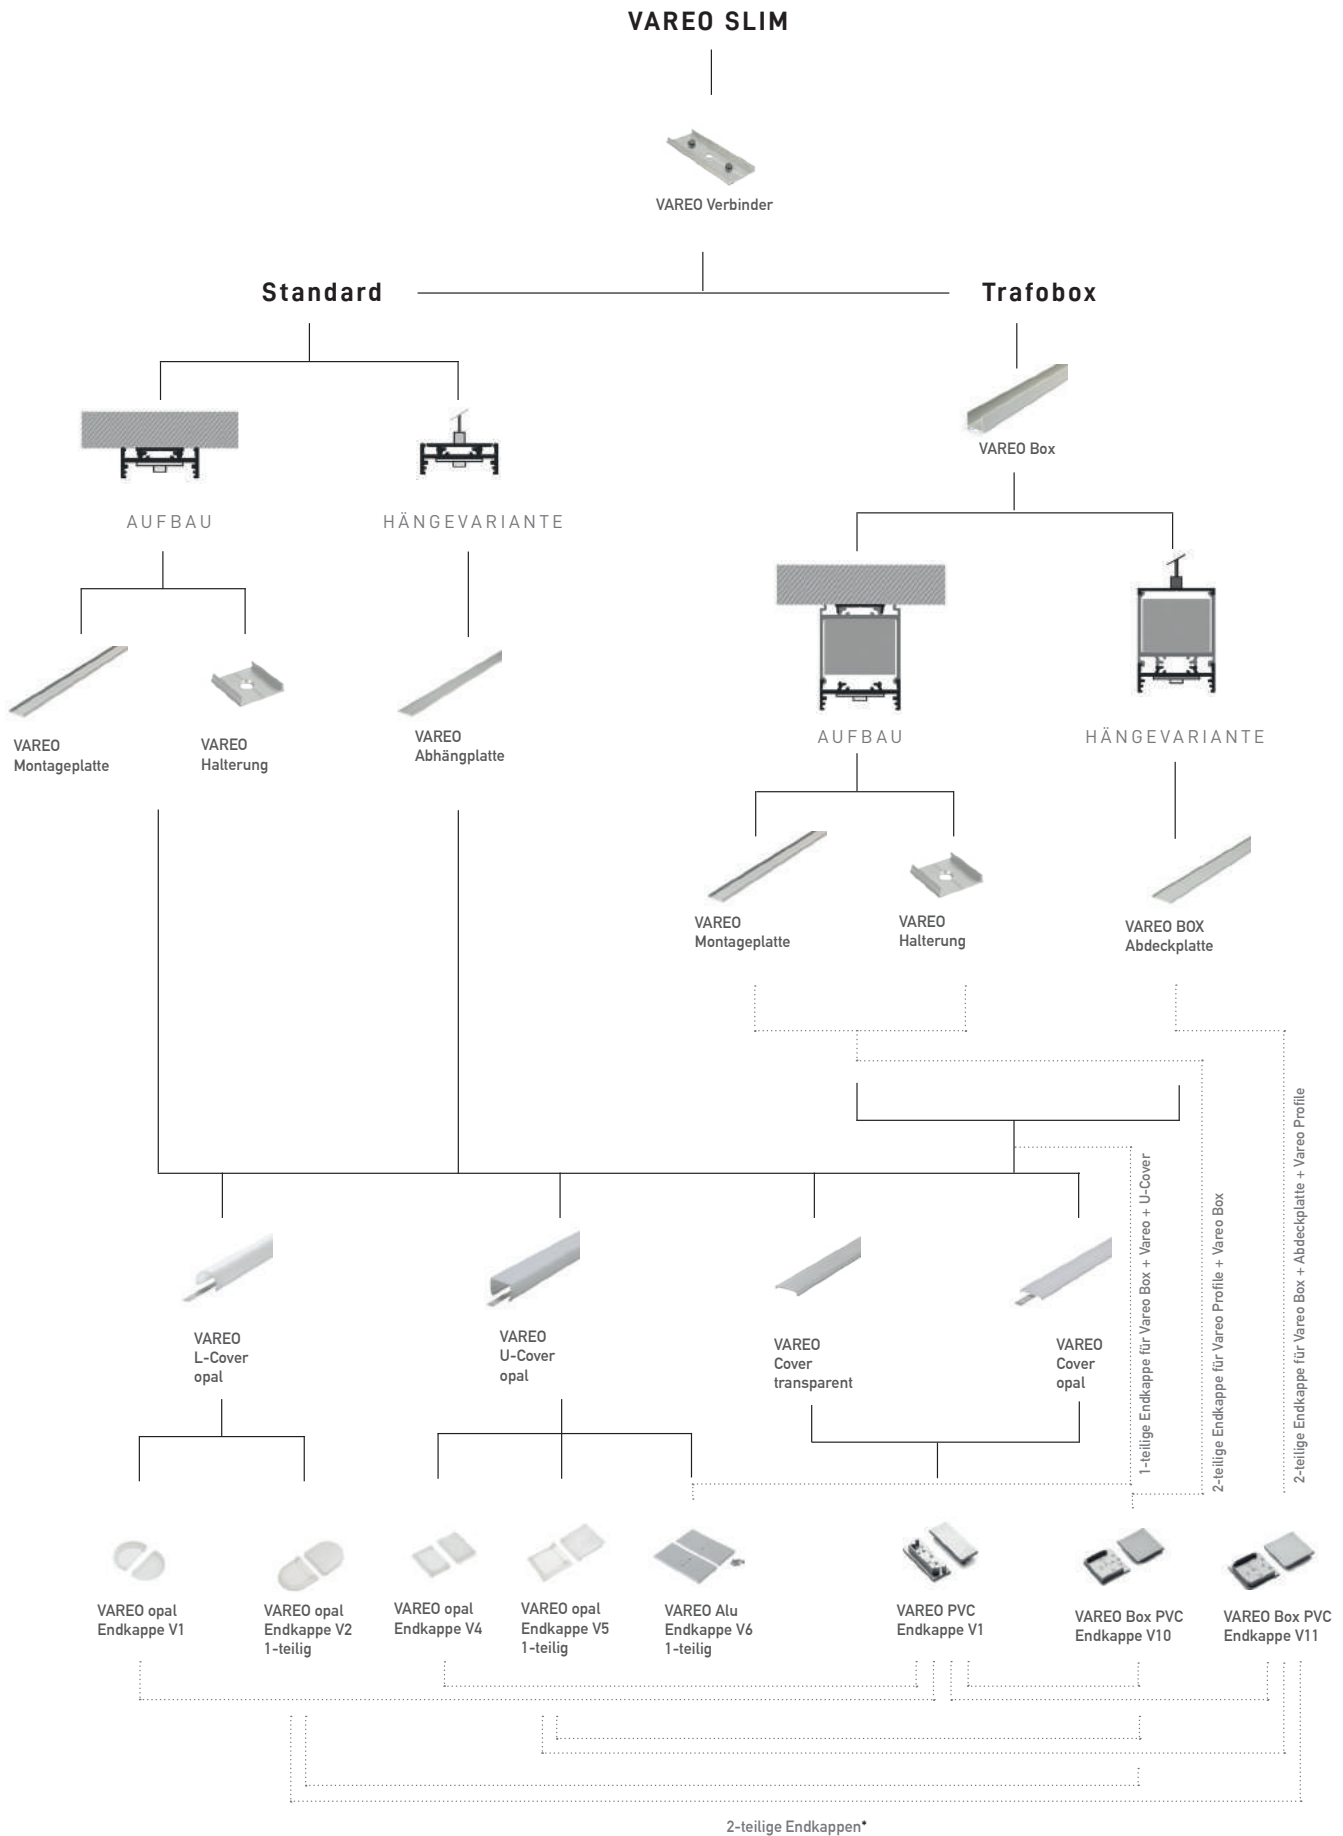 VAREO SLIM
VAREO Verbinder
Standard
Trafobox
VAREO Box
AUFBAU
HÄNGEVARIANTE
VAREO
Montageplatte
VAREO
Halterung
VAREO
Abhängplatte
AUFBAU
HÄNGEVARIANTE
VAREO
Montageplatte
VAREO
Halterung
VAREO BOX
Abdeckplatte
1-teilige Endkappe für Vareo Box + Vareo + U-Cover
2-teilige Endkappe für Vareo Profile + Vareo Box
2-teilige Endkappe für Vareo Box + Abdeckplatte + Vareo Profile
VAREO
L-Cover
opal
VAREO
U-Cover
opal
VAREO
Cover
transparent
VAREO
Cover
opal
VAREO opal
Endkappe V1
VAREO opal
Endkappe V2
1-teilig
VAREO opal
Endkappe V4
VAREO opal
Endkappe V5
1-teilig
VAREO Alu
Endkappe V6
1-teilig
VAREO PVC
Endkappe V1
VAREO Box PVC
Endkappe V10
VAREO Box PVC
Endkappe V11
2-teilige Endkappen*